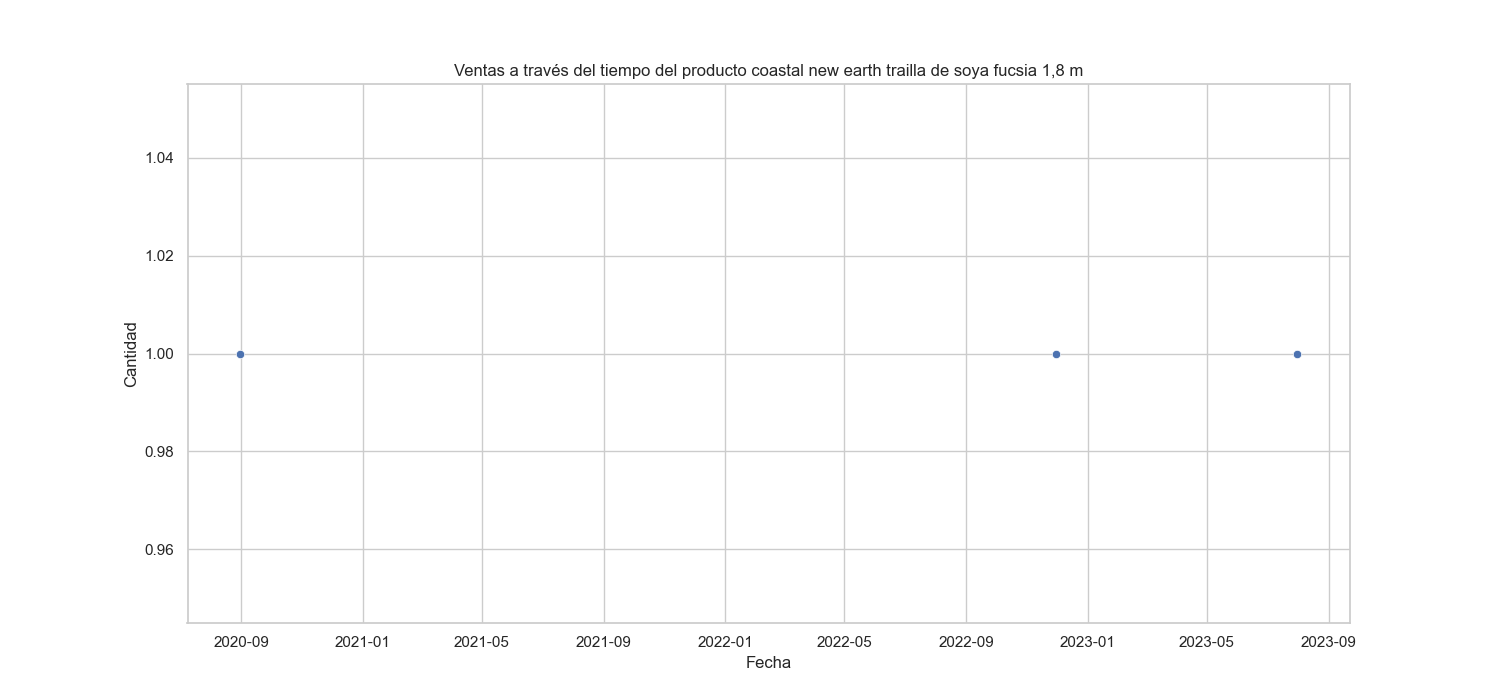 Ventas a través del tiempo del producto coastal new earth trailla de soya fucsia 1,8 m
1.04
1.02
1.00
0.98
0.96
Cantidad
2020-09 2021-01 2021-05 2021-09 2022-01 2022-05 2022-09 2023-01 2023-05 2023-09
Fecha